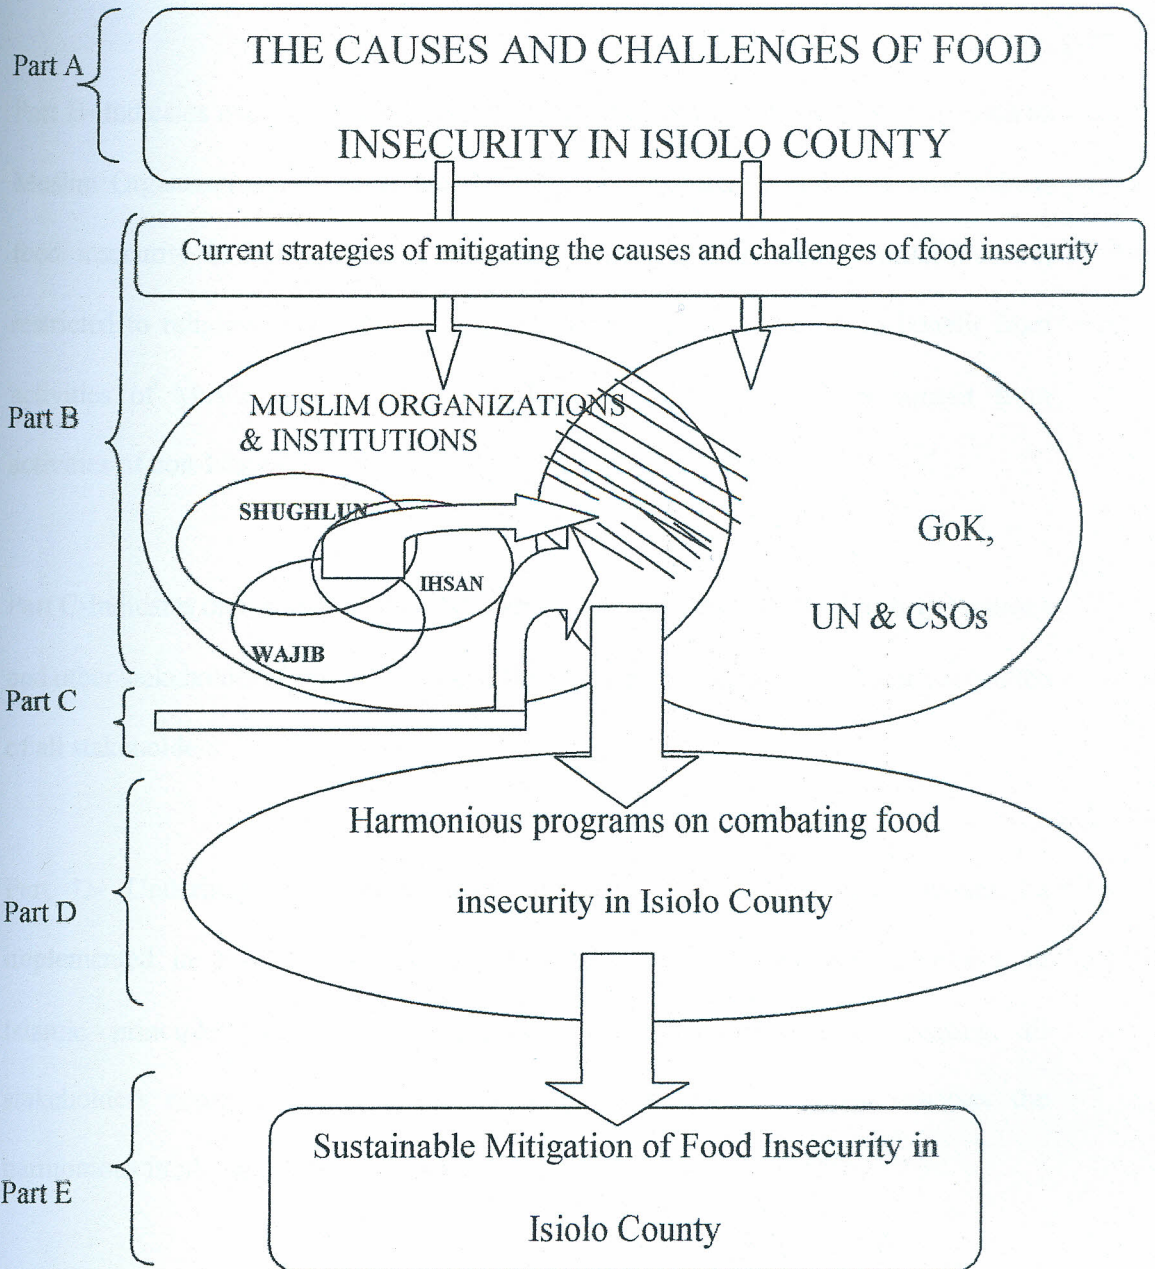 Part A
THE CAUSES AND CHALLENGES OF FOOD
INSECURITY IN ISIOLO COUNTY
Current strategies of mitigating the causes and challenges of food insecurity
Part B
MUSLIM ORGANIZATIONS
& INSTITUTIONS
SHUGHLUN
IHSAN
WAJIB
GoK,
UN & CSOs
Part C
Harmonious programs on combating food
insecurity in Isiolo County
Part D
Sustainable Mitigation of Food Insecurity in
Isiolo County
Part E